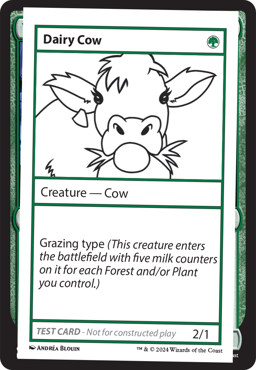 Dairy Cow
Creature — Cow
Grazing type (This creature enters
the battlefield with five milk counters
on it for each Forest and/or Plant
you control.)
TEST CARD - Not for constructed play
2/1
ANDRÉA BLOUIN
™ & © 2024 Wizards of the Coast